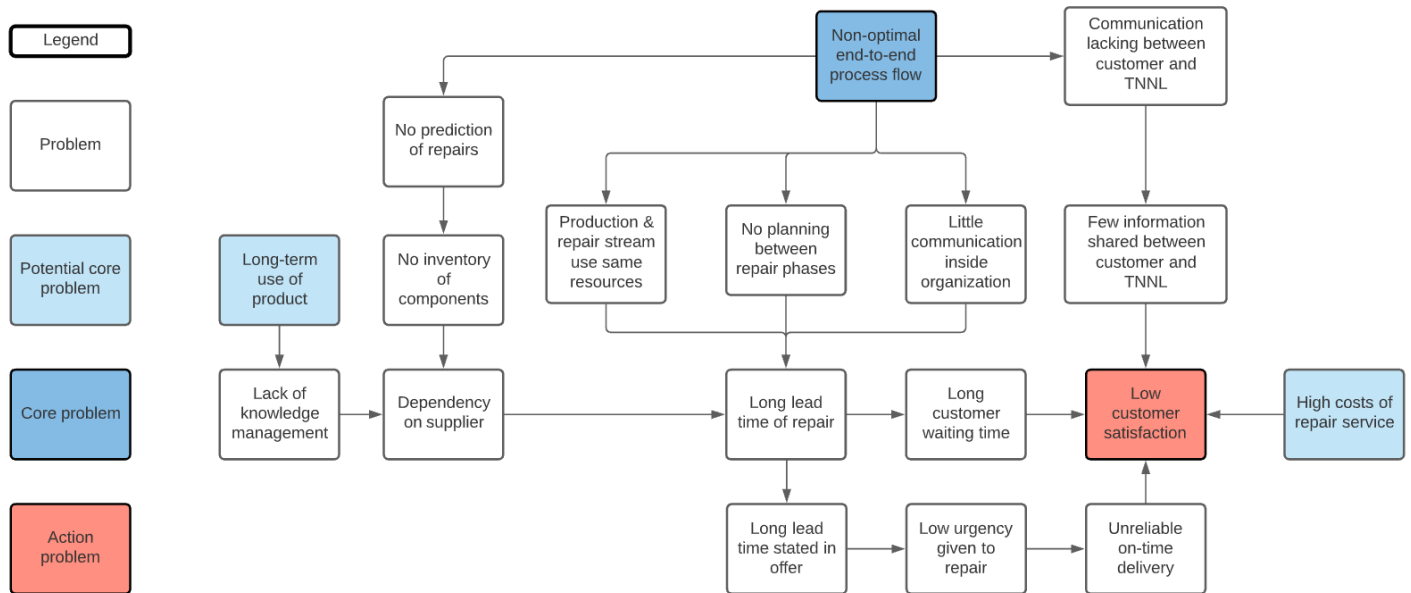 Legend
Problem
Potential core
problem
Core problem
Action
problem
Non-optimal
end-to-end
process flow
Communication
lacking between
customer and
TNNL
No prediction
of repairs
Production &
repair stream
use same
resources
No planning
between
repair phases
Little
communication
inside
organization
Few information
shared between
customer and
TNNL
Long-term
use of
product
No inventory
of
components
Lack of
knowledge
management
Dependency
on supplier
Long lead
time of repair
Long
customer
waiting time
Low
customer
satisfaction
High costs of
repair service
Long lead
time stated in
offer
Low urgency
given to
repair
Unreliable
on-time
delivery